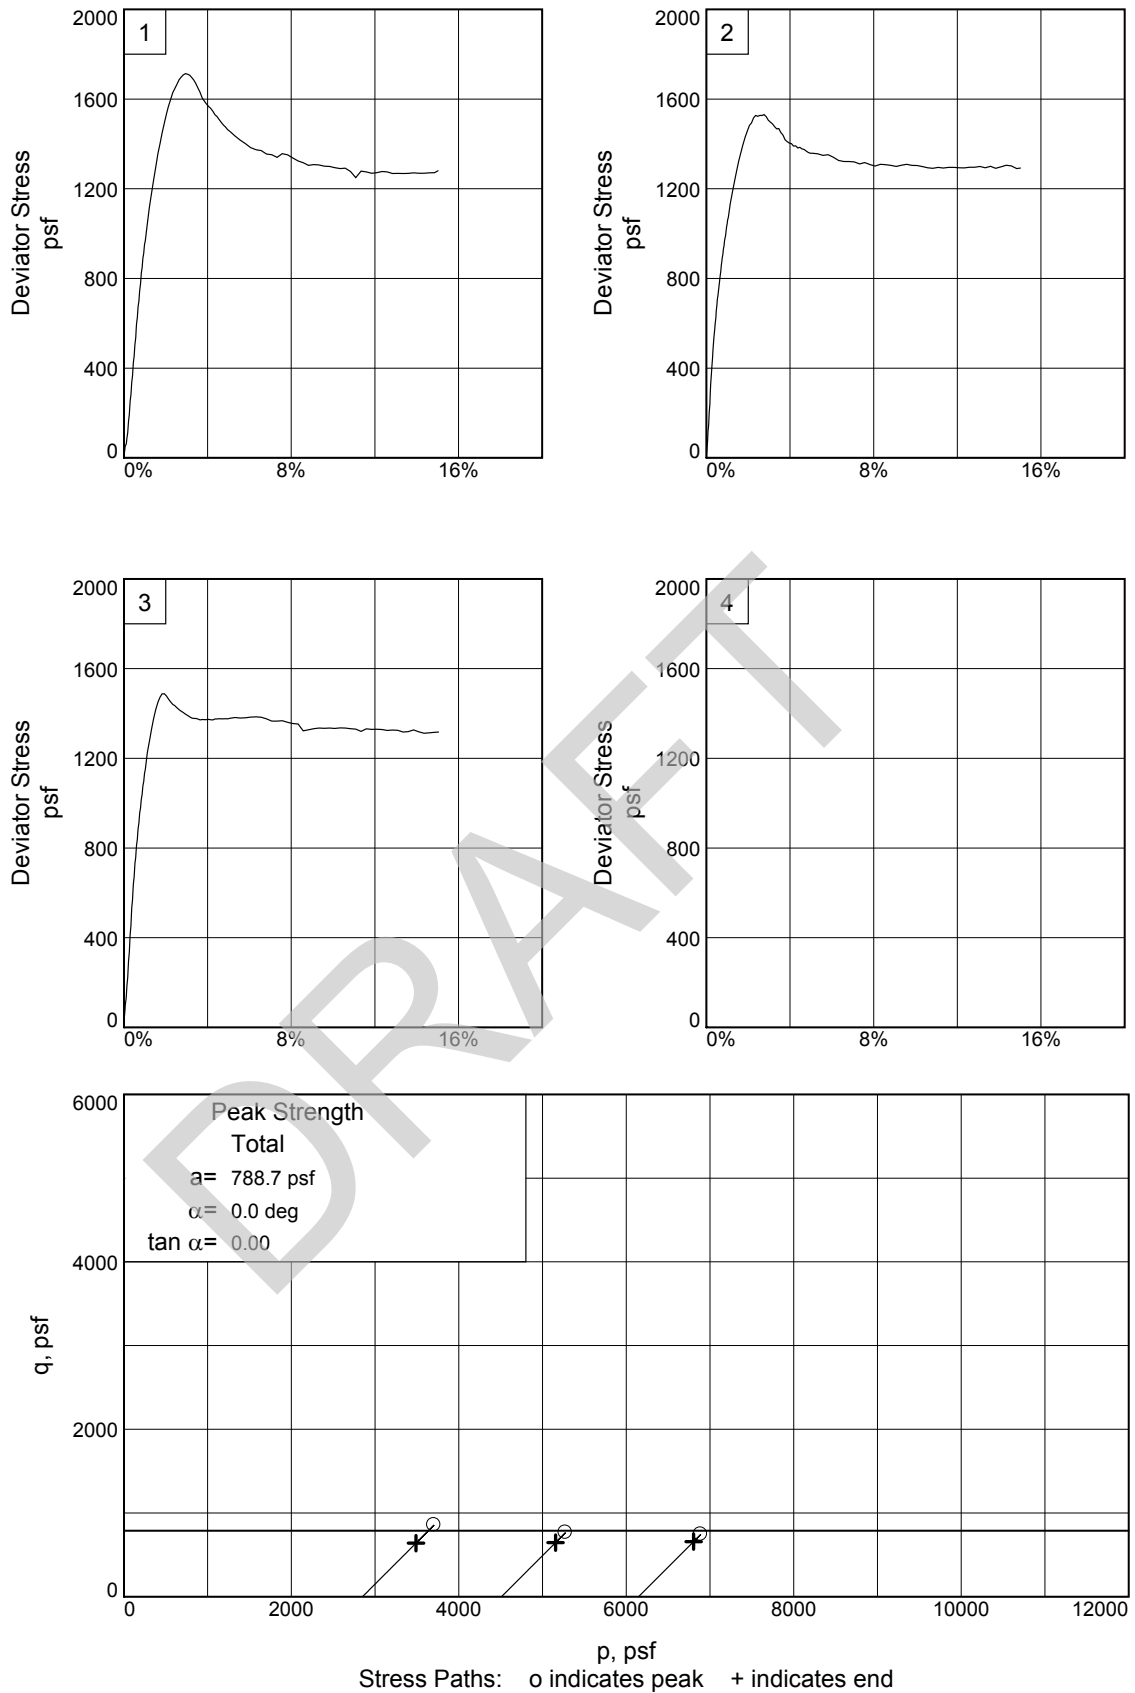 2000
1
1600
1200
800
400
0
0%
8%
16%
Deviator Stress
psf
2000
2
1600
1200
800
400
0
0%
8%
16%
Deviator Stress
psf
2000
3
1600
1200
800
400
0
0%
8%
16%
Deviator Stress
psf
2000
4
1600
1200
800
400
0
0%
8%
16%
Deviator Stress
psf
DRAFT
6000
4000
2000
0
q, psf
Peak Strength
Total
a= 788.7 psf
α= 0.0 deg
tan α= 0.00
0 2000 4000 6000 8000 10000 12000
p, psf
Stress Paths: o indicates peak + indicates end